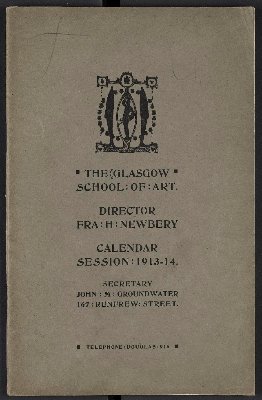 THE:GLASGOW
SCHOOL:OF:ART.
DIRECTOR
FRA:H:NEWBERY
CALENDAR
SESSION:1913-14.
SECRETARY
JOHN:M:GROUNDWATER
167:RENFREW:STREET.
TELEPHONE:DOUGLAS: